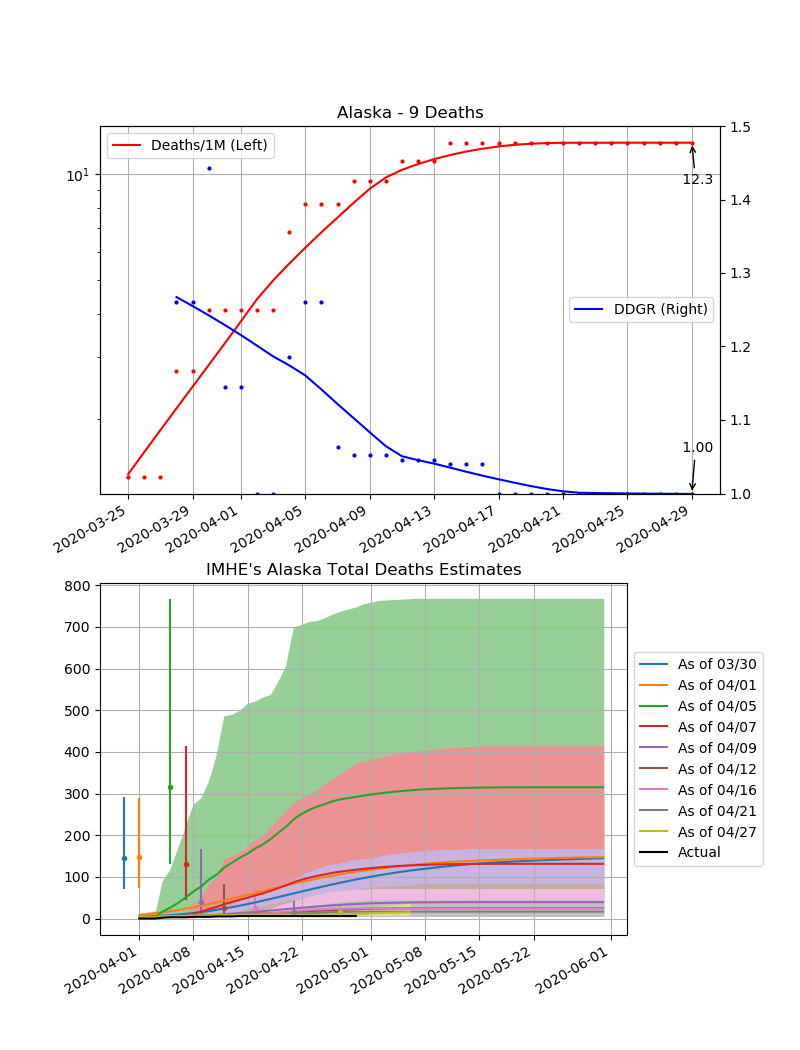 Alaska - 9 Deaths
Deaths/1M (Left)
DDGR (Right)
10¹
1.5
1.4
1.3
1.2
1.1
1.0
12.3
1.00
2020-03-25
2020-03-29
2020-04-01
2020-04-05
2020-04-09
2020-04-13
2020-04-17
2020-04-21
2020-04-25
2020-04-29
IMHE's Alaska Total Deaths Estimates
800
700
600
500
400
300
200
100
0
2020-04-01
2020-04-08
2020-04-15
2020-04-22
2020-05-01
2020-05-08
2020-05-15
2020-05-22
2020-06-01
As of 03/30
As of 04/01
As of 04/05
As of 04/07
As of 04/09
As of 04/12
As of 04/16
As of 04/21
As of 04/27
Actual